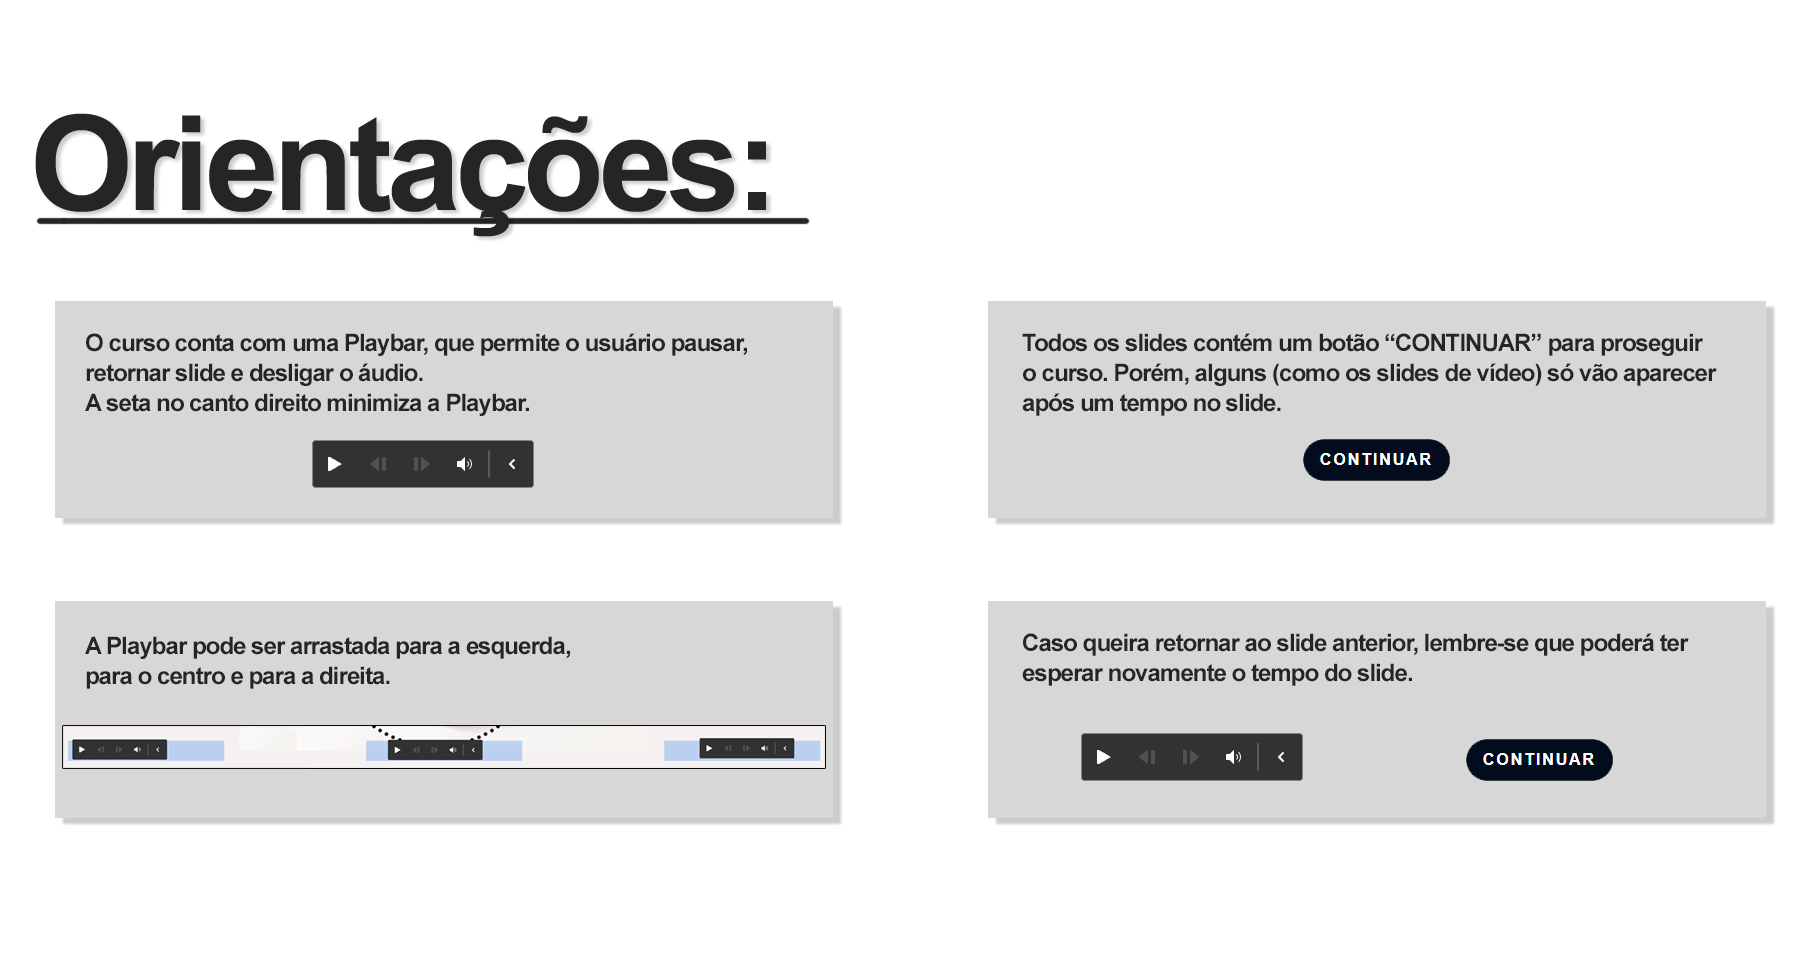 Orientações:
O curso conta com uma Playbar, que permite o usuário pausar,
retornar slide e desligar o áudio.
A seta no canto direito minimiza a Playbar.
Todos os slides contém um botão “CONTINUAR” para proseguir
o curso. Porém, alguns (como os slides de vídeo) só vão aparecer
após um tempo no slide.
CONTINUAR
A Playbar pode ser arrastada para a esquerda,
para o centro e para a direita.
Caso queira retornar ao slide anterior, lembre-se que poderá ter
esperar novamente o tempo do slide.
CONTINUAR